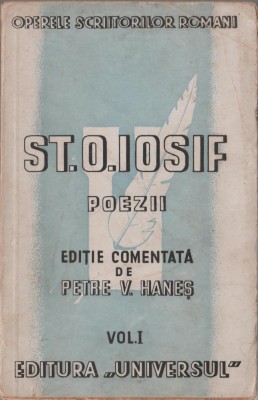 OPERELE SCRIITORILOR ROMANI
ST. O. IOSIF
POEZII
EDIȚIE COMENTATĂ
DE
PETRE V. HANEȘ
VOL. I
EDITURA „UNIVERSUL"